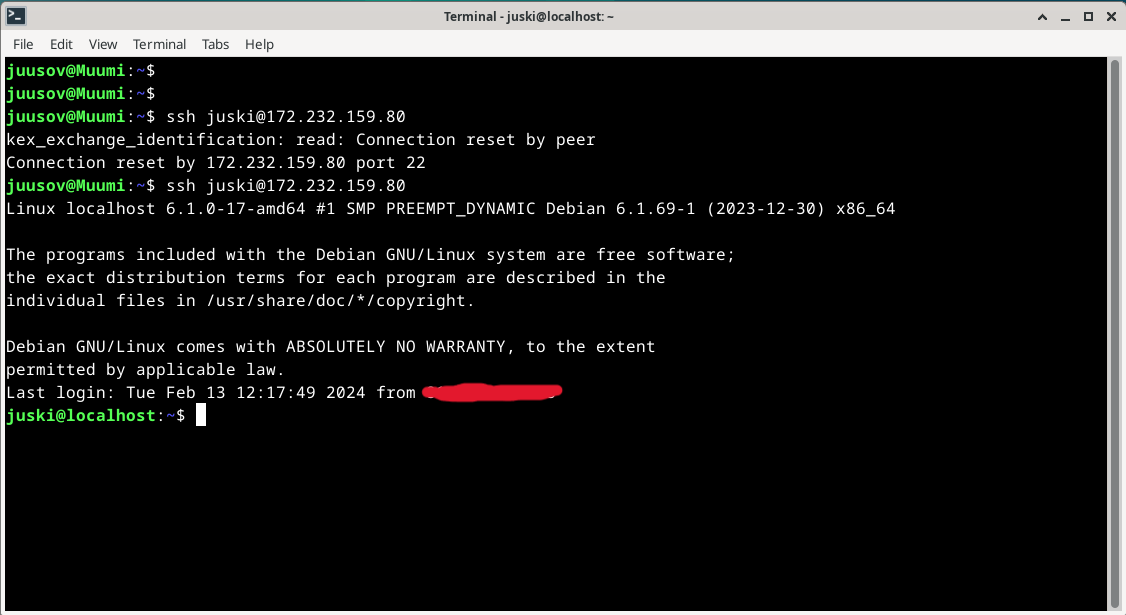 Terminal - juski@localhost: ~
File Edit View Terminal Tabs Help
juusov@Muumi:~$
juusov@Muumi:~$
juusov@Muumi:~$ ssh juski@172.232.159.80
kex_exchange_identification: read: Connection reset by peer
Connection reset by 172.232.159.80 port 22
juusov@Muumi:~$ ssh juski@172.232.159.80
Linux localhost 6.1.0-17-amd64 #1 SMP PREEMPT_DYNAMIC Debian 6.1.69-1 (2023-12-30) x86_64
The programs included with the Debian GNU/Linux system are free software;
the exact distribution terms for each program are described in the
individual files in /usr/share/doc/*/copyright.
Debian GNU/Linux comes with ABSOLUTELY NO WARRANTY, to the extent
permitted by applicable law.
Last login: Tue Feb 13 12:17:49 2024 from
juski@localhost:~$